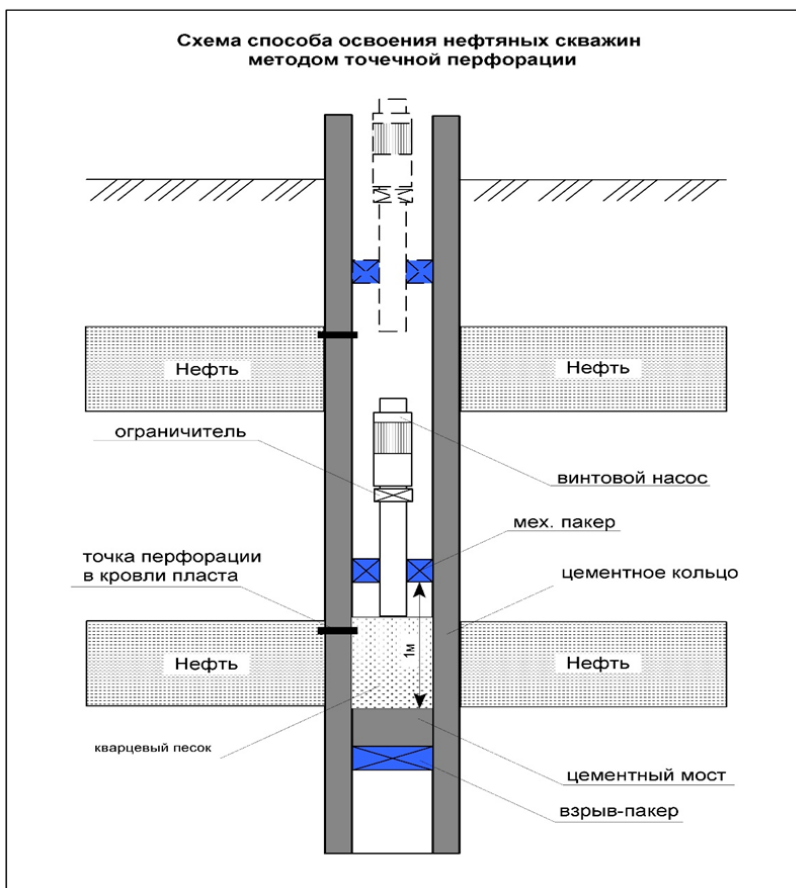 Схема способа освоения нефтяных скважин
методом точечной перфорации
Нефть
Нефть
ограничитель
винтовой насос
мех. пакер
точка перфорации
в кровли пласта
цементное кольцо
Нефть
1м
Нефть
кварцевый песок
цементный мост
взрыв-пакер